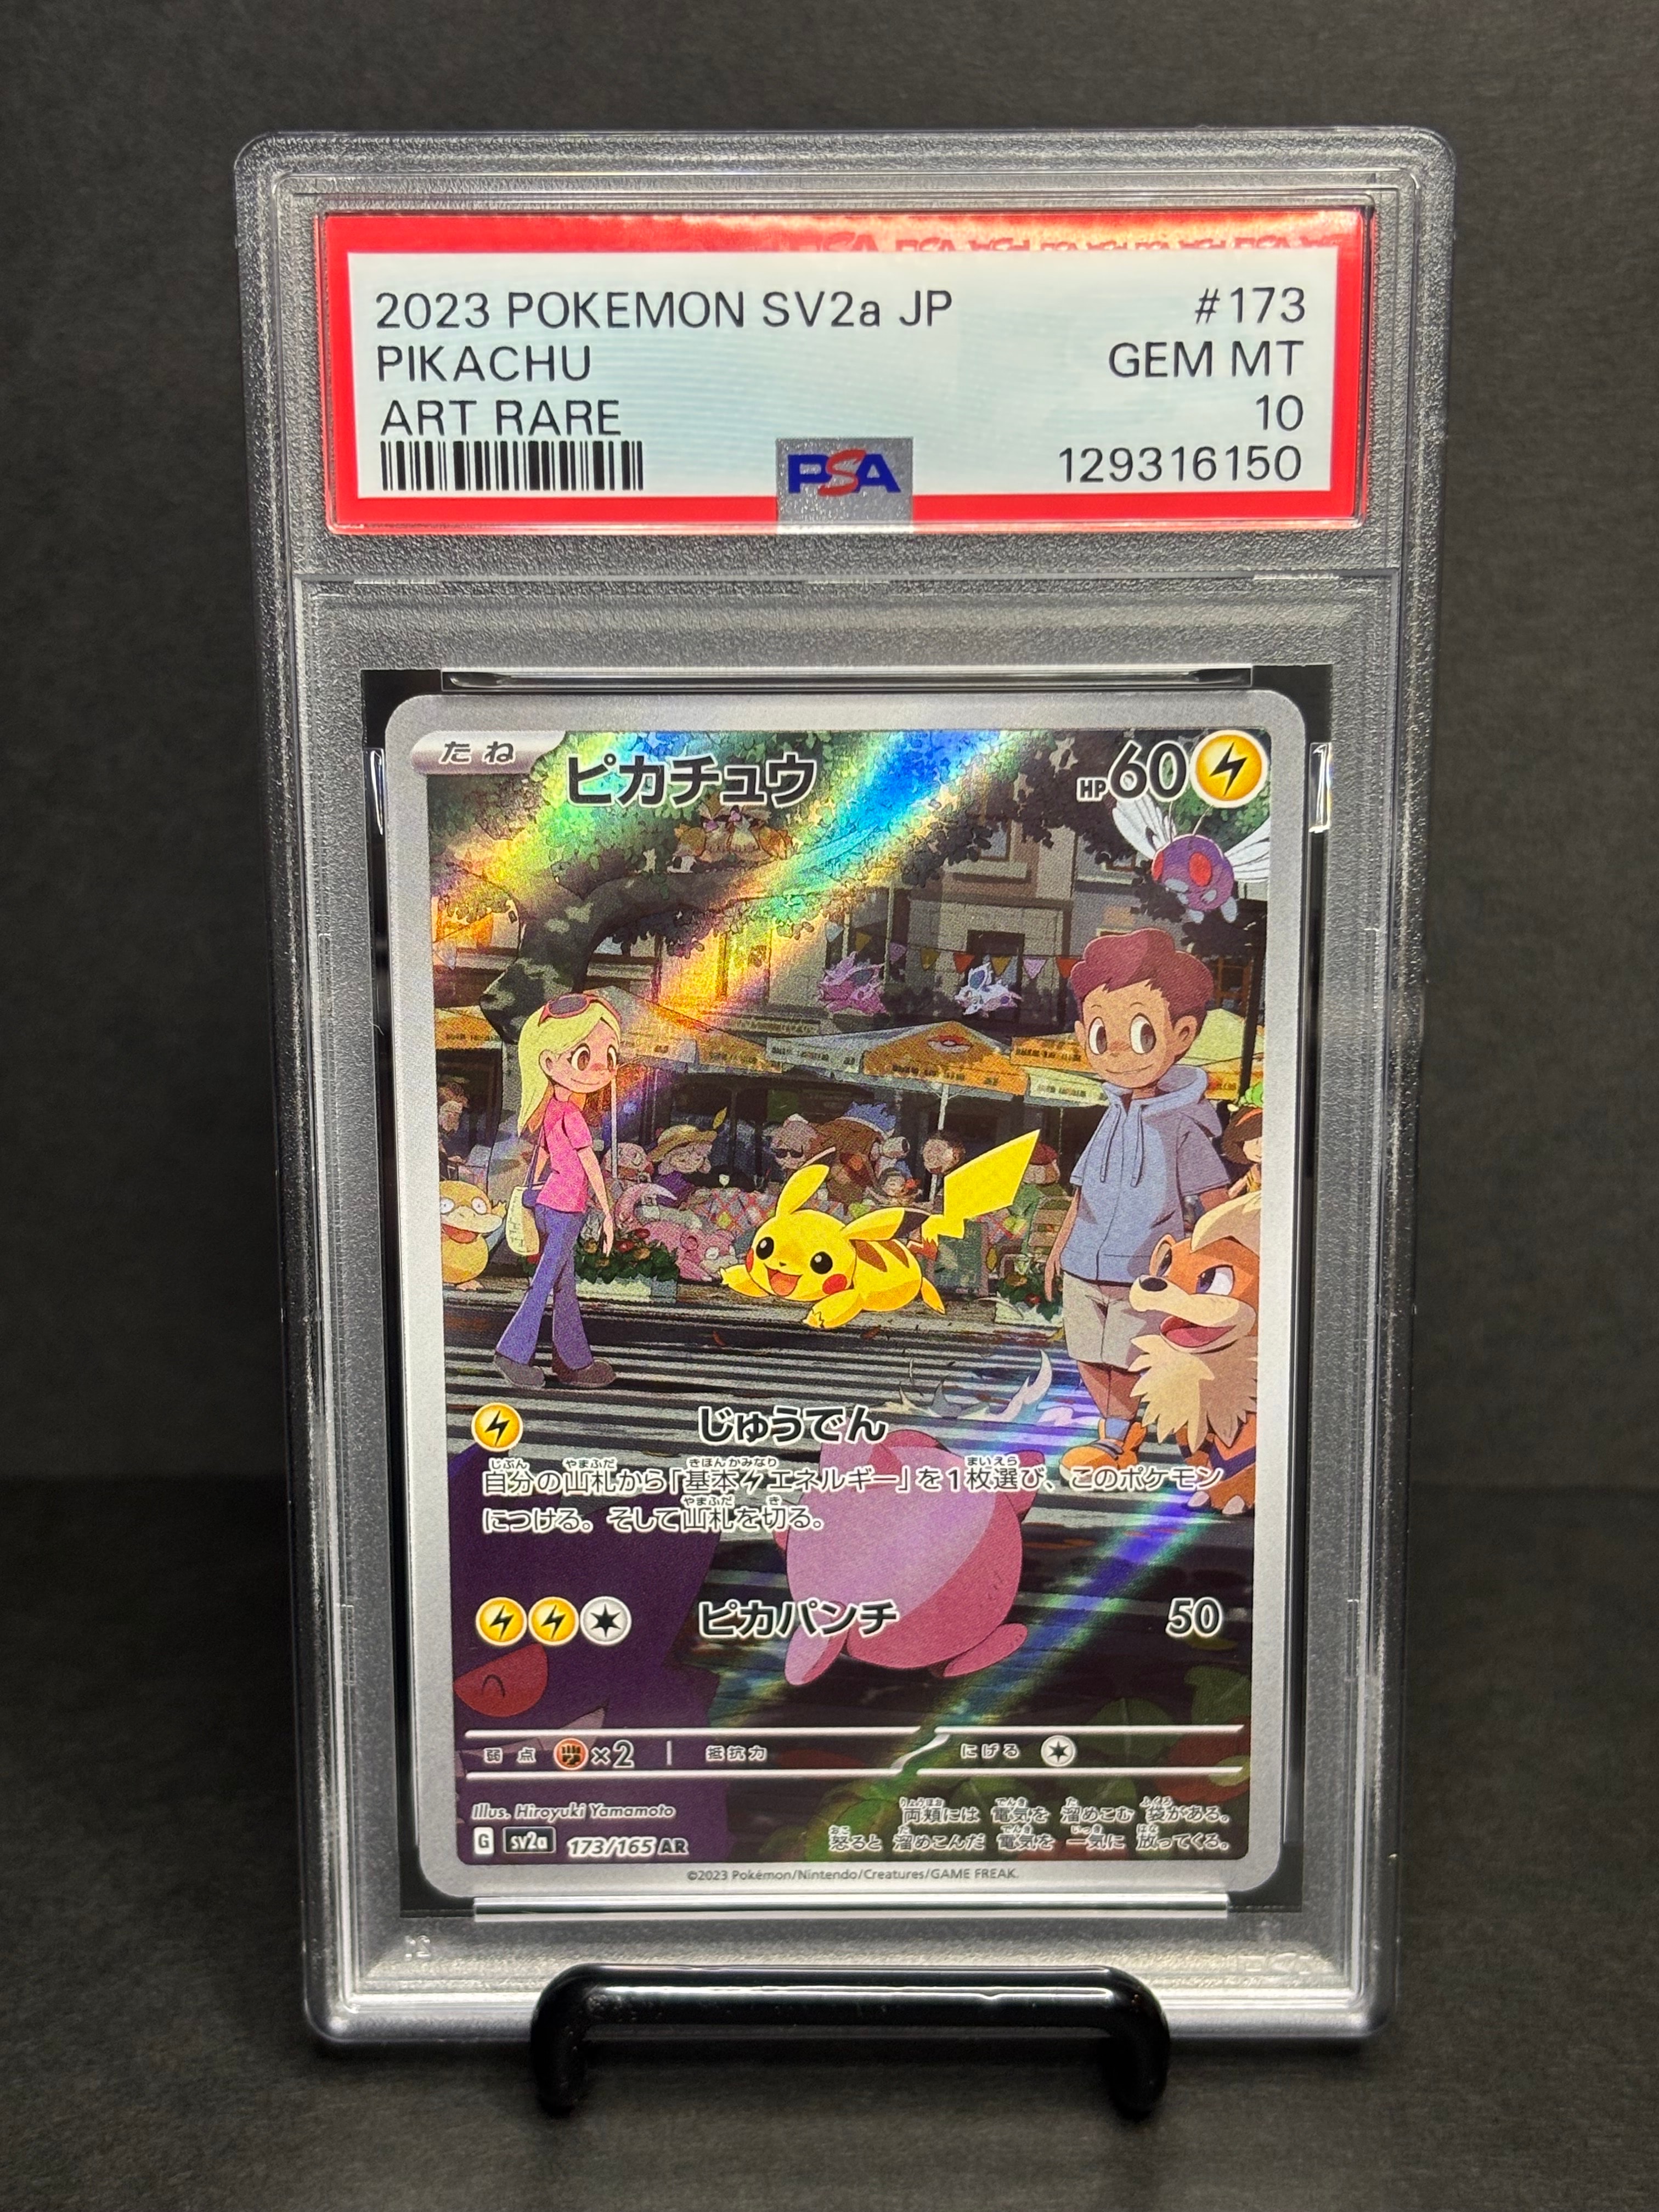 2023 POKEMON SV2a JP #173
PIKACHU GEM MT
ART RARE 10
PSA 129316150
たね ピカチュウ HP60
じゅうでん
自分の山札から「基本エネルギー」を1枚選び、このポケモン
につける。そして山札を切る。
ピカパンチ 50
弱点 ×2 抵抗力 にげる
Illus. Hiroyuki Yamamoto
両頬には 電気を 溜めこむ 袋がある。
怒ると 溜めこんだ 電気を 一気に 放ってくる。
G sv2a 173/165 AR
©2023 Pokémon/Nintendo/Creatures/GAME FREAK.